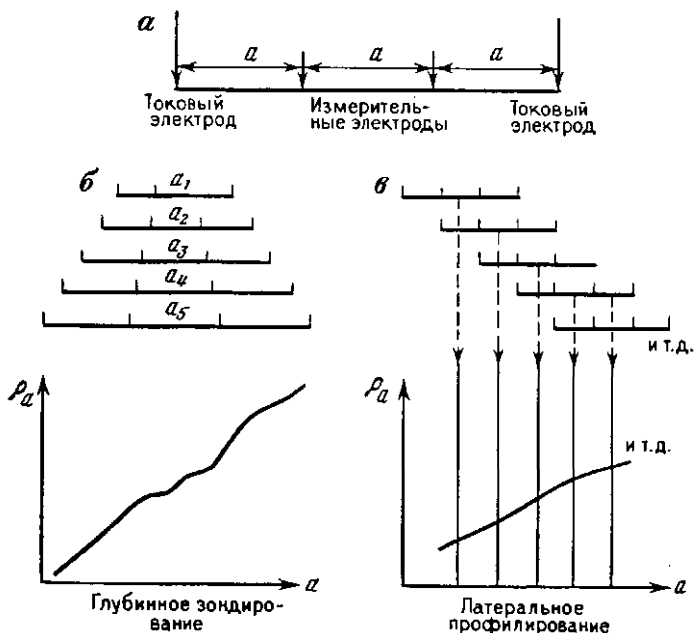 а
a a a
Токовый
электрод
Измеритель-
ные электроды
Токовый
электрод
б
a1
a2
a3
a4
a5
в
и т.д.
ρa
a
Глубинное зондиро-
вание
ρa
и т.д.
a
Латеральное
профилирование